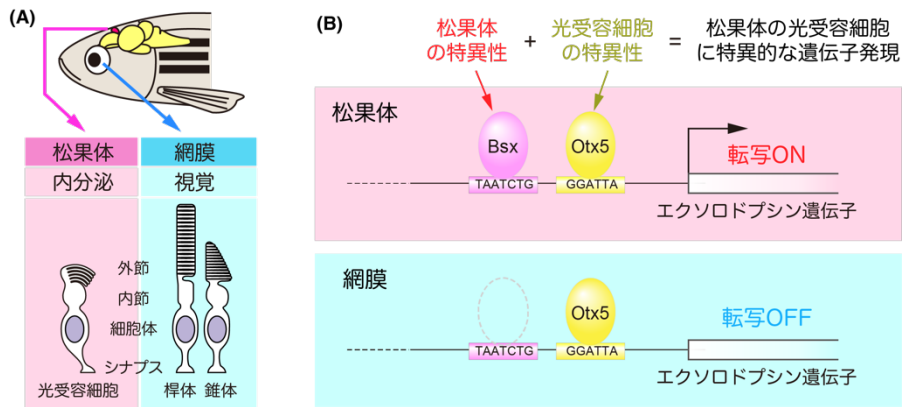 (A)
松果体
網膜
内分泌
視覚
外節
内節
細胞体
シナプス
光受容細胞
桿体
錐体
(B)
松果体
の特異性
+
光受容細胞
の特異性
=
松果体の光受容細胞
に特異的な遺伝子発現
松果体
Bsx
Otx5
転写ON
TAATCTG
GGATTA
エクソロドプシン遺伝子
網膜
Otx5
転写OFF
TAATCTG
GGATTA
エクソロドプシン遺伝子